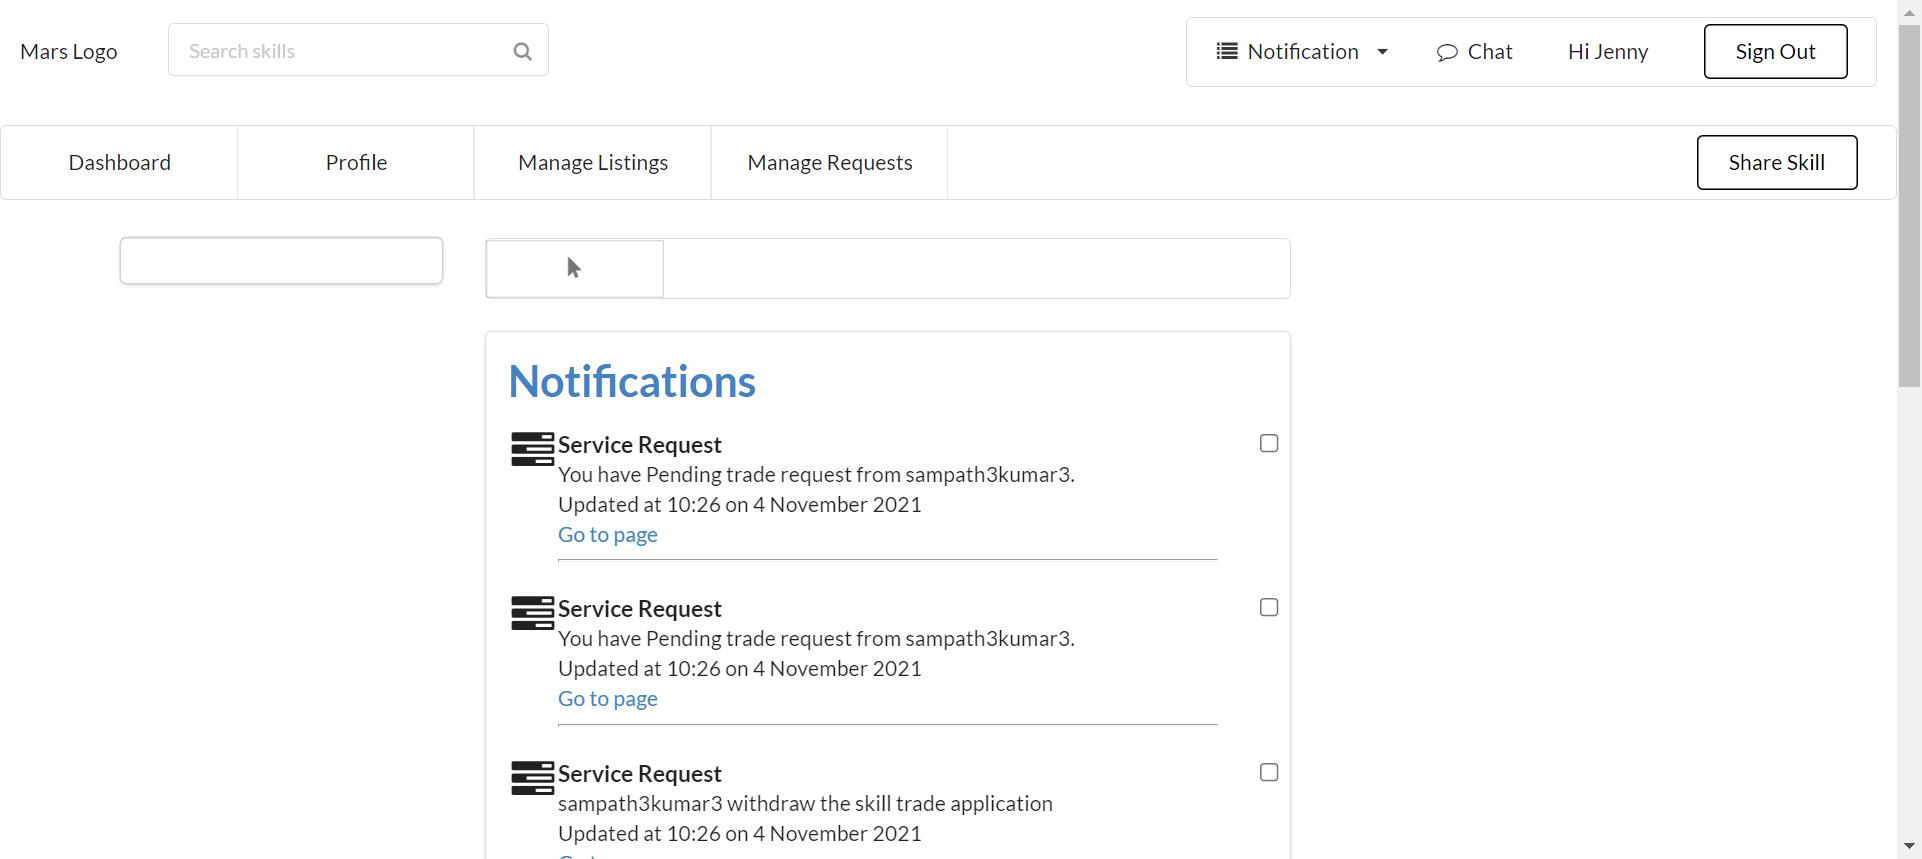 Mars Logo
Search skills
Notification
Chat
Hi Jenny
Sign Out
Dashboard
Profile
Manage Listings
Manage Requests
Share Skill
Notifications
Service Request
You have Pending trade request from sampath3kumar3.
Updated at 10:26 on 4 November 2021
Go to page
Service Request
You have Pending trade request from sampath3kumar3.
Updated at 10:26 on 4 November 2021
Go to page
Service Request
sampath3kumar3 withdraw the skill trade application
Updated at 10:26 on 4 November 2021